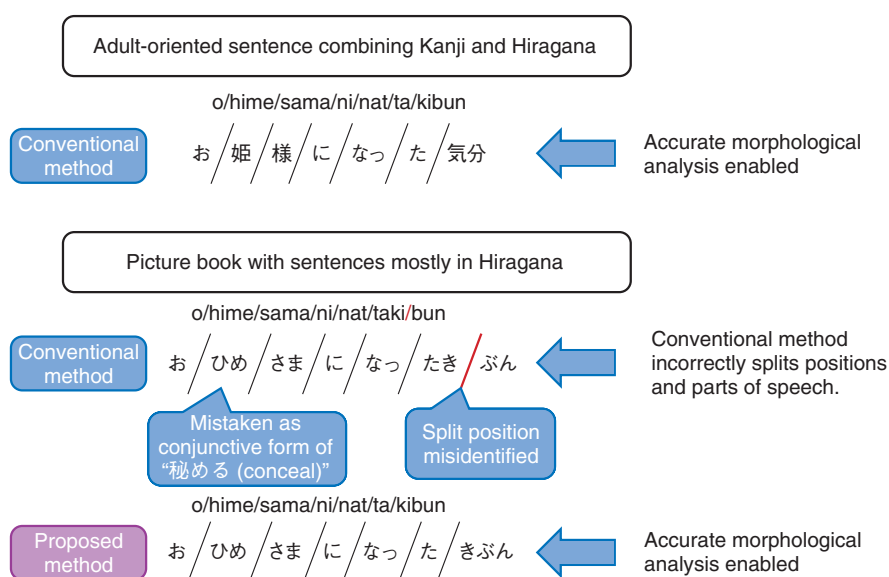 Adult-oriented sentence combining Kanji and Hiragana
o/hime/sama/ni/nat/ta/kibun
Conventional
method
お/姫/様/に/なっ/た/気分
Accurate morphological
analysis enabled
Picture book with sentences mostly in Hiragana
o/hime/sama/ni/nat/taki/bun
Conventional
method
お/ひめ/さま/に/なっ/たき/ぶん
Conventional method
incorrectly splits positions
and parts of speech.
Mistaken as
conjunctive form of
“秘める (conceal)”
Split position
misidentified
o/hime/sama/ni/nat/ta/kibun
Proposed
method
お/ひめ/さま/に/なっ/た/きぶん
Accurate morphological
analysis enabled